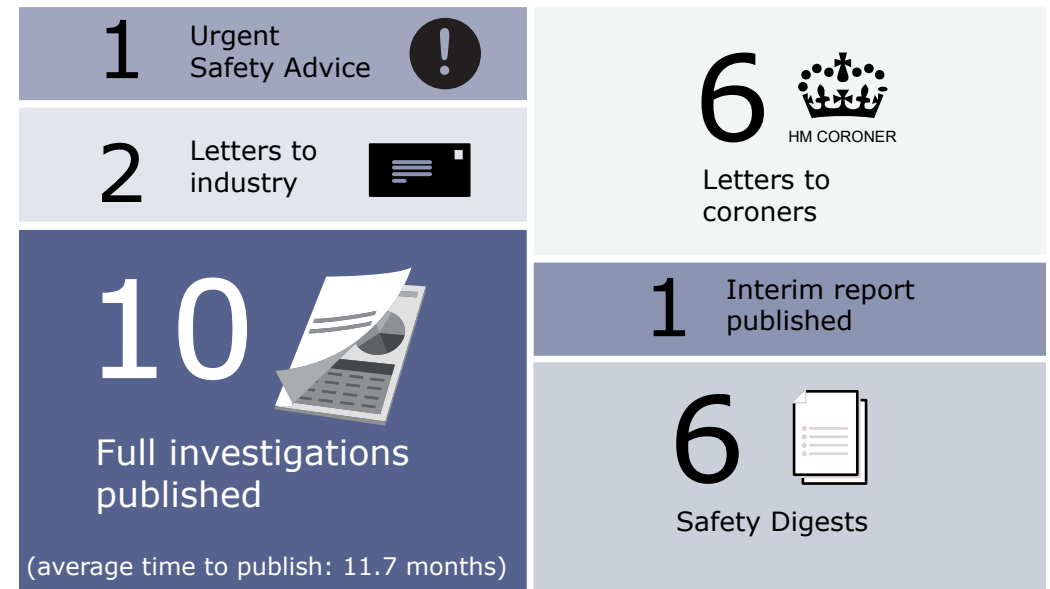 1
Urgent
Safety Advice
2
Letters to
industry
10
Full investigations
published
(average time to publish: 11.7 months)
6
HM CORONER
Letters to
coroners
1
Interim report
published
6
Safety Digests